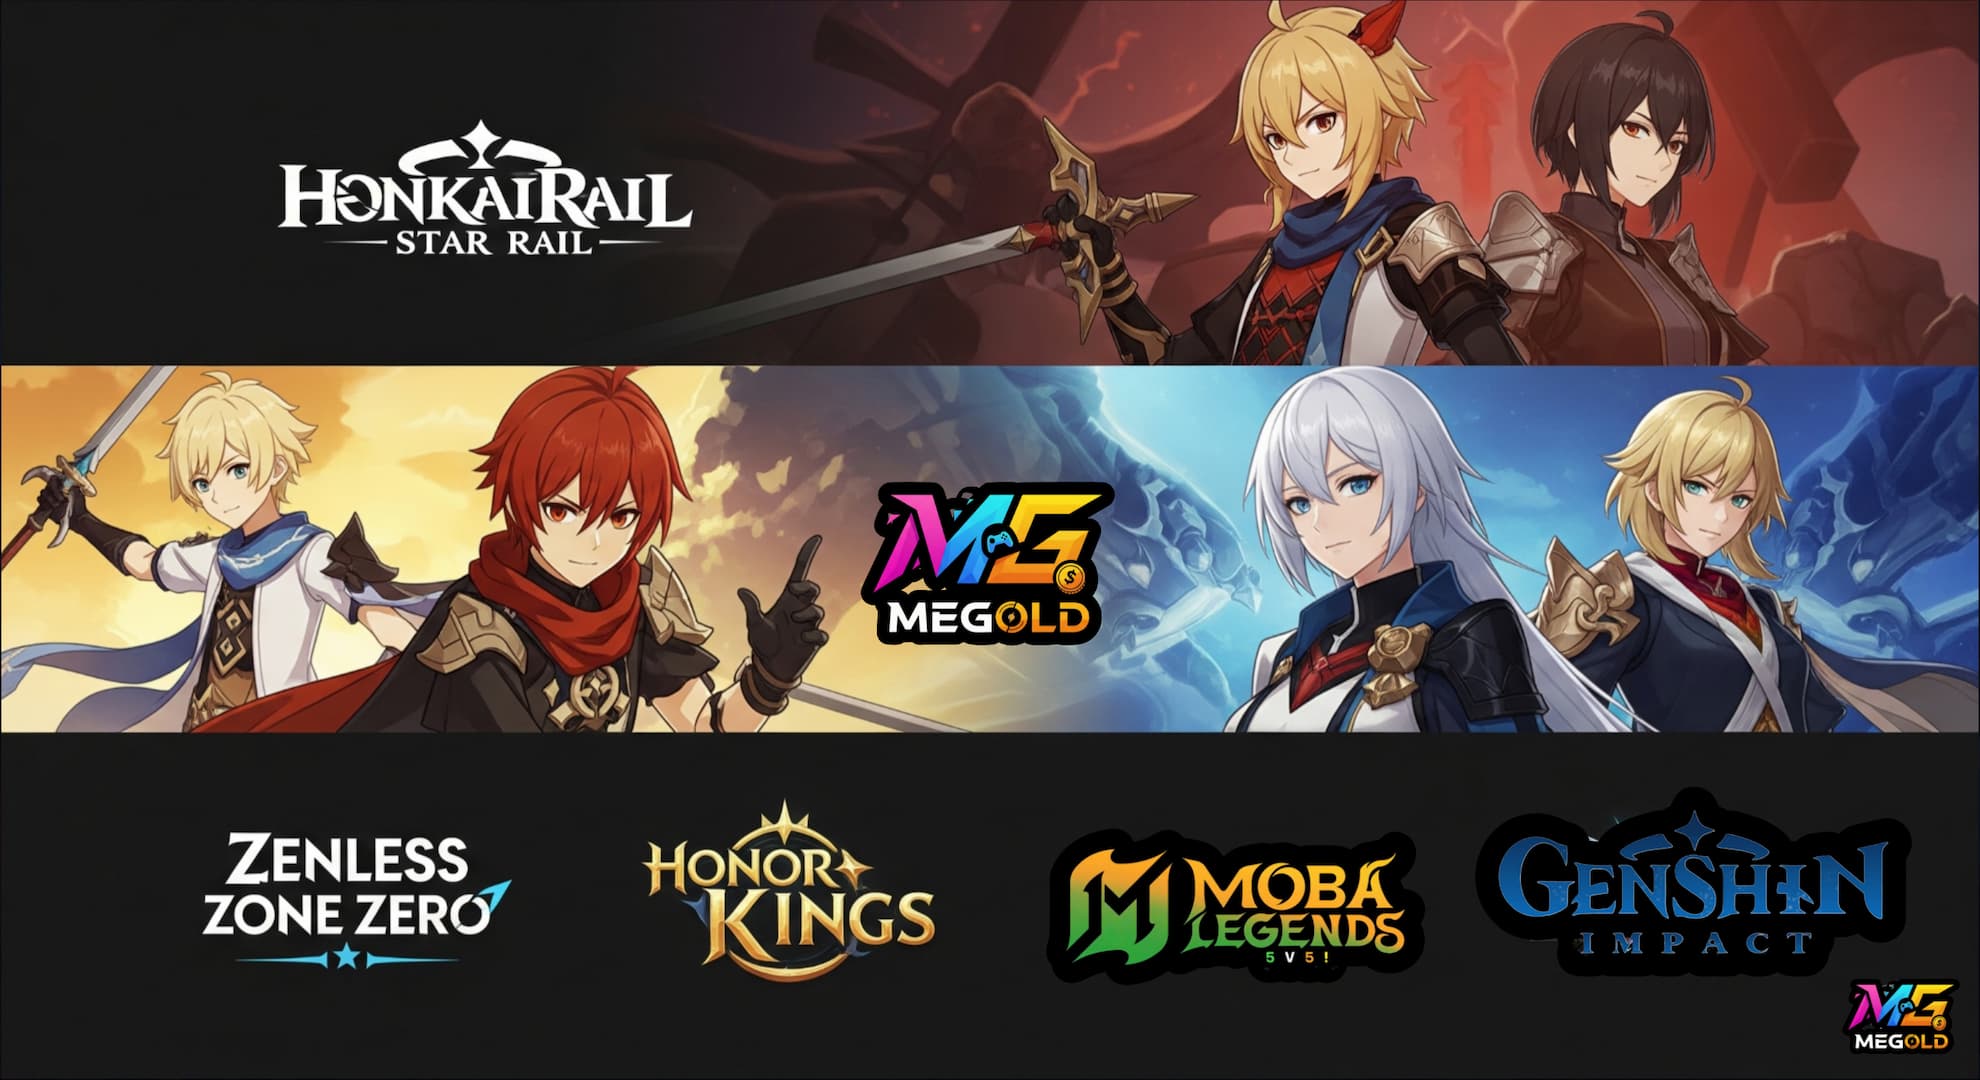 HONKAIRAIL
STAR RAIL
MG
$
MEGOLD
ZENLESS
ZONE ZERO
HONOR
KINGS
M
MOBA
LEGENDS
5V5!
GENSHIN
IMPACT
MG
$
MEGOLD